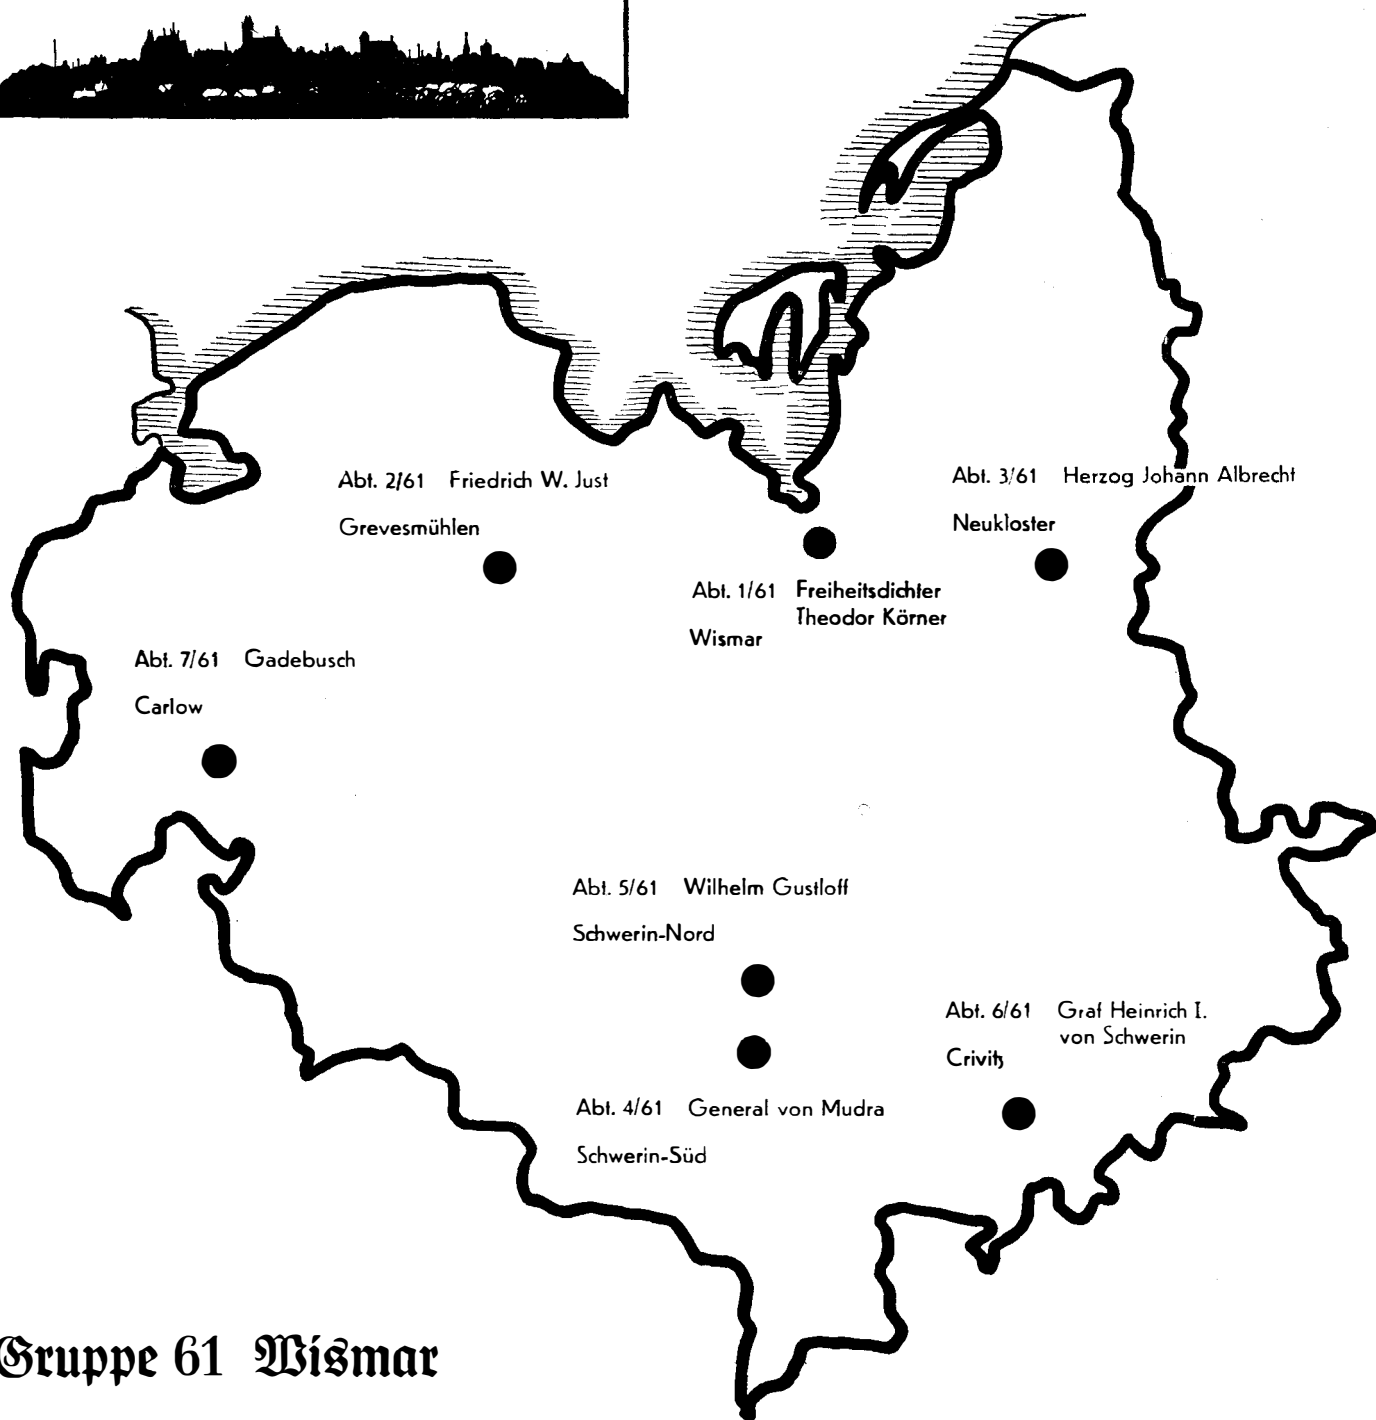 Abt. 2/61 Friedrich W. Just
Grevesmühlen
Abt. 3/61 Herzog Johann Albrecht
Neukloster
Abt. 1/61 Freiheitsdichter
Theodor Körner
Wismar
Abt. 7/61 Gadebusch
Carlow
Abt. 5/61 Wilhelm Gustloff
Schwerin-Nord
Abt. 6/61 Graf Heinrich I.
von Schwerin
Crivitz
Abt. 4/61 General von Mudra
Schwerin-Süd
Gruppe 61 Wismar